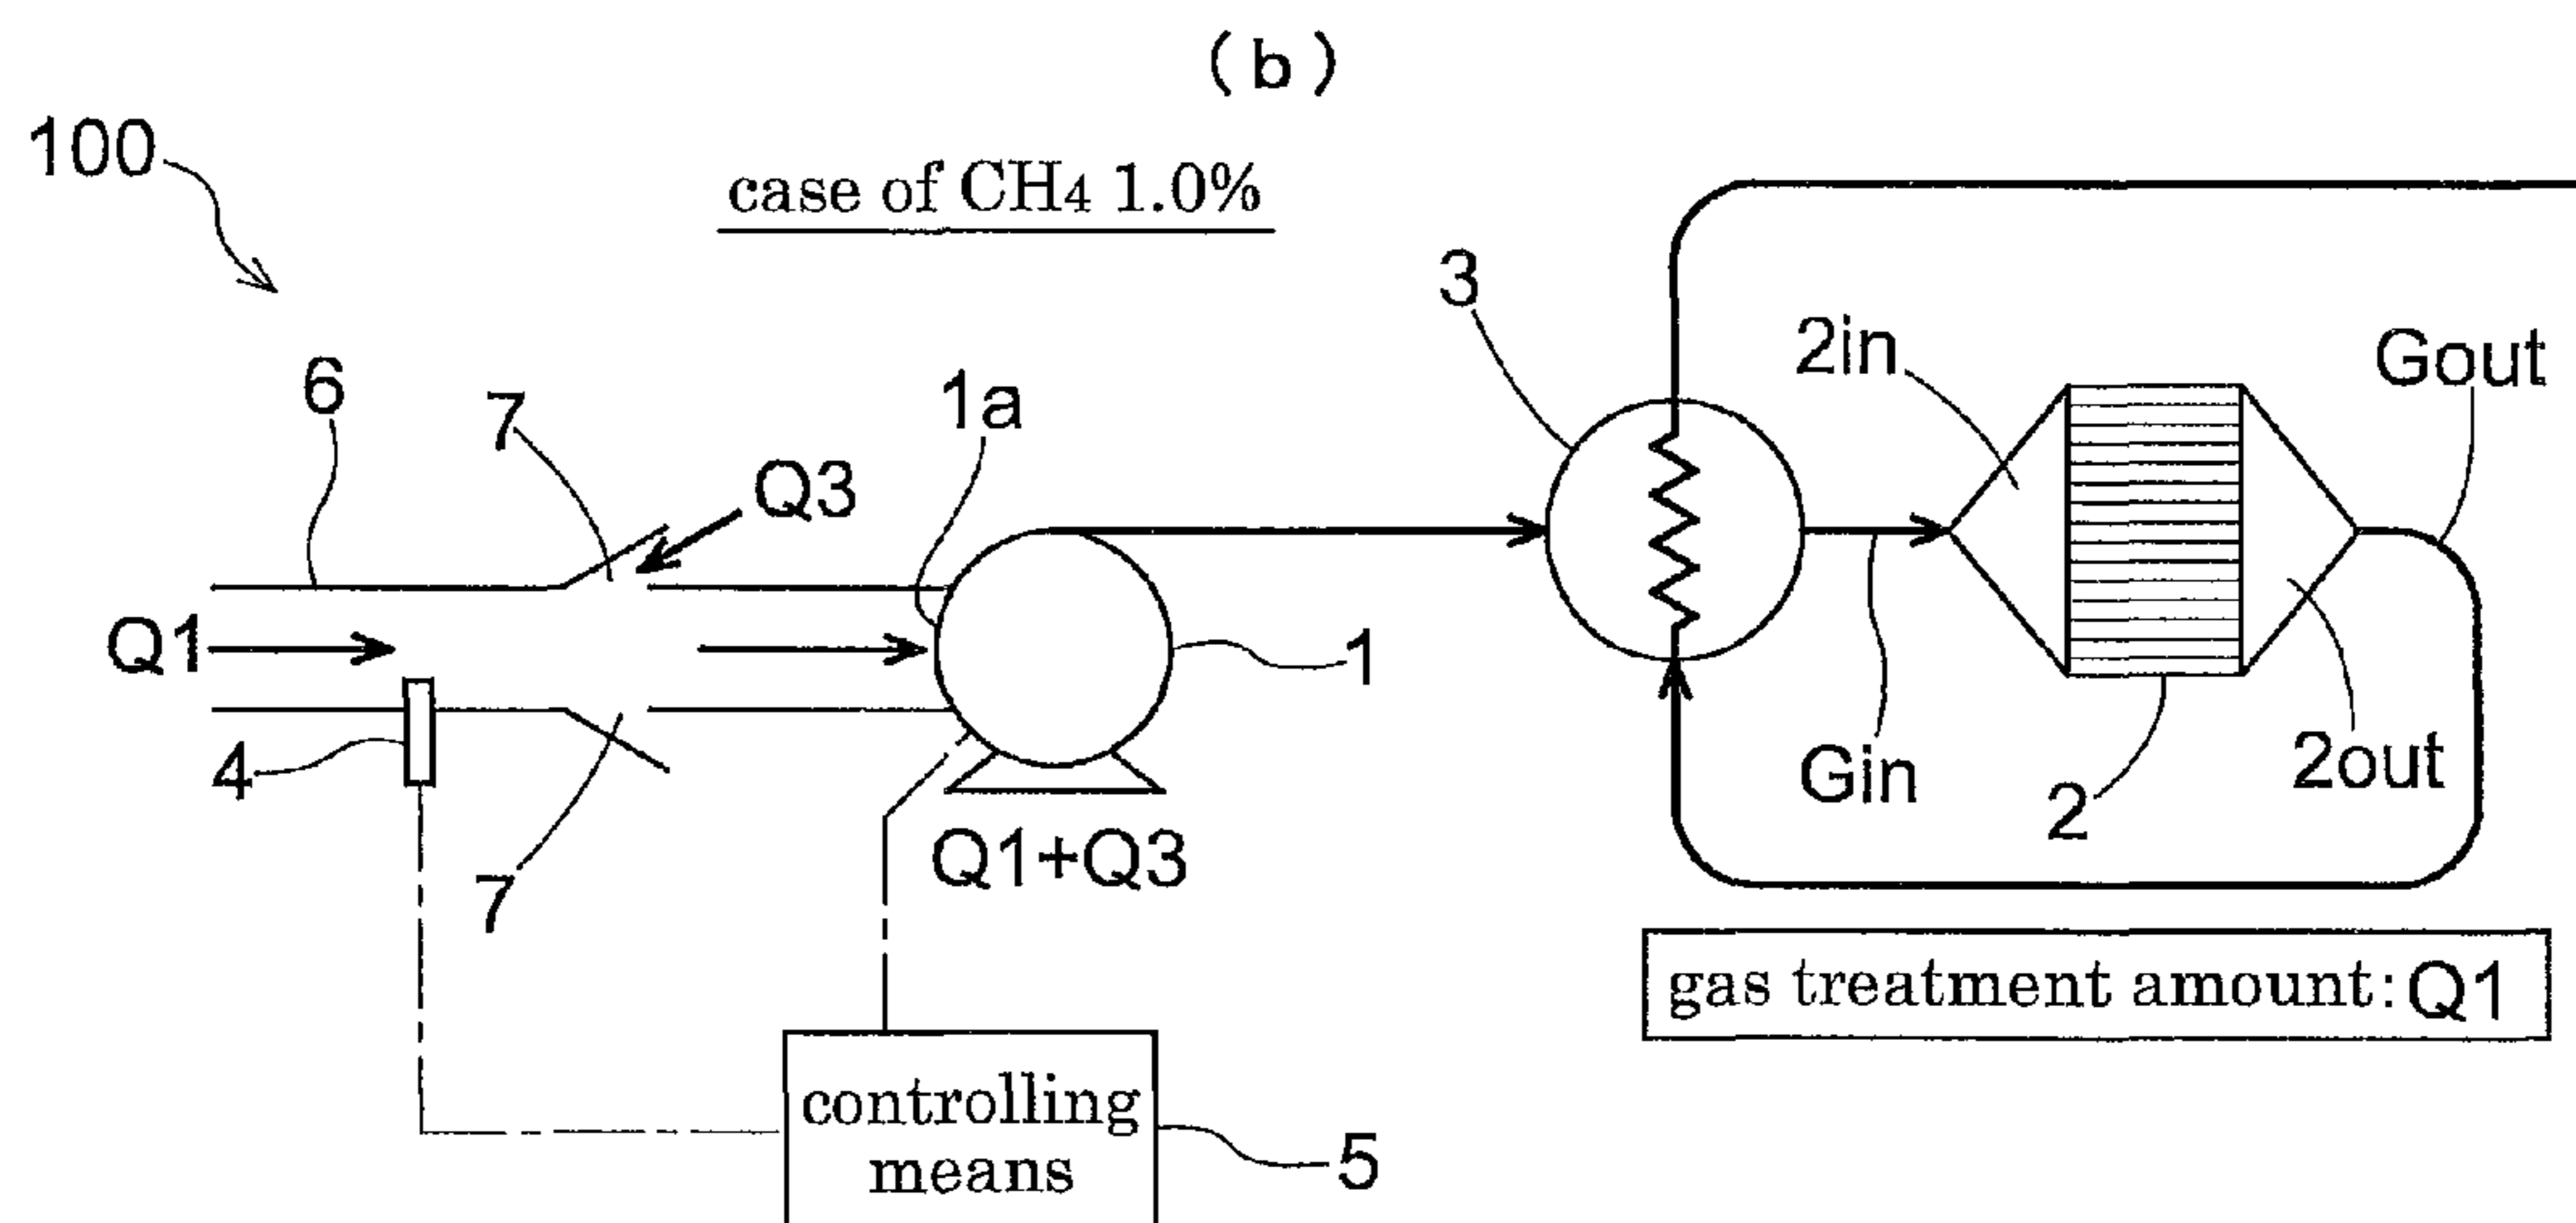 (b)
100
case of CH4 1.0%
3
2in
Gout
6
7
1a
Q3
Q1
1
4
Gin
2out
2
Q1+Q3
7
gas treatment amount: Q1
controlling
means
5